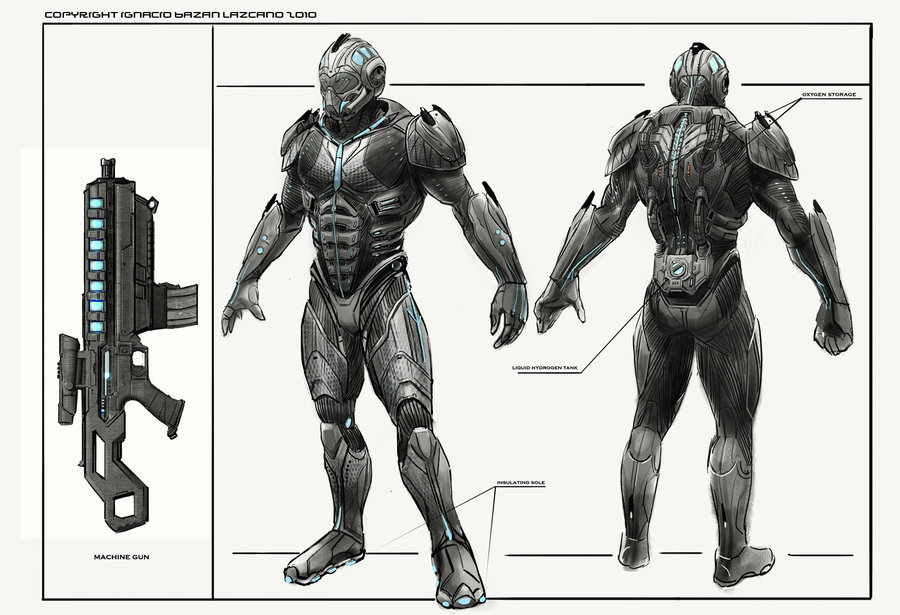 COPYRIGHT IGNACIO BAZAN LAZCANO 2010
OXYGEN STORAGE
LIQUID HYDROGEN TANK
INSULATING SOLE
MACHINE GUN